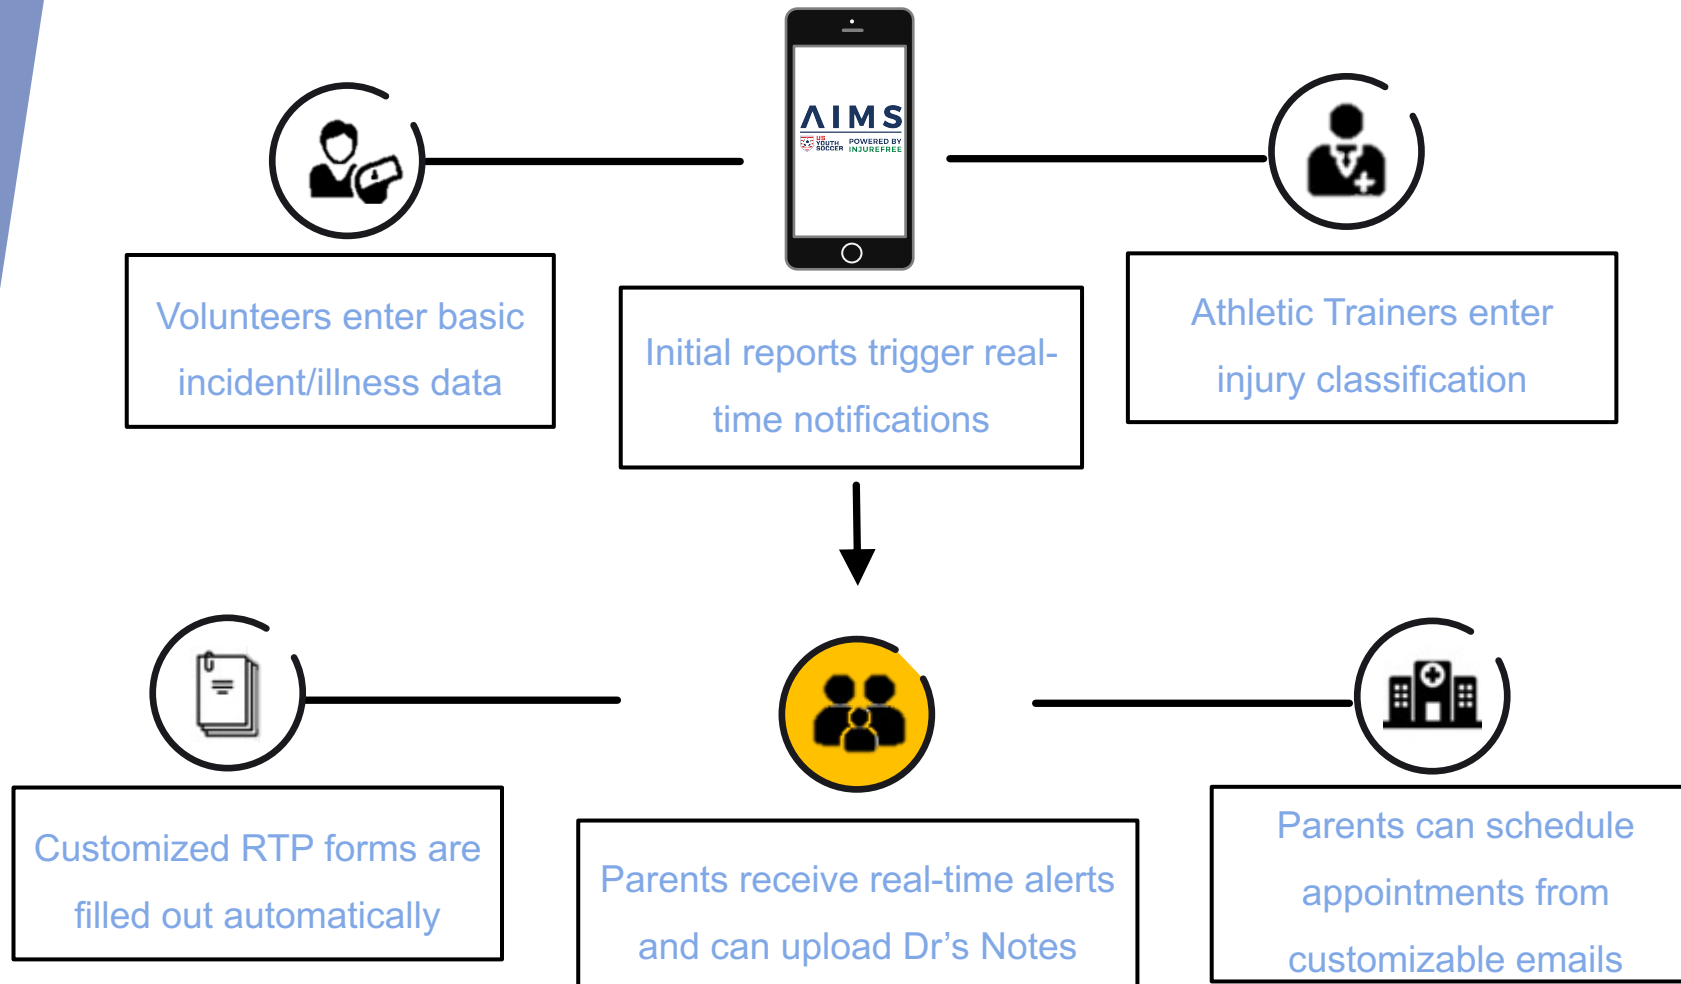 AIMS
US
YOUTH
SOCCER
POWERED BY
INJUREFREE
Volunteers enter basic
incident/illness data
Initial reports trigger real-
time notifications
Athletic Trainers enter
injury classification
Customized RTP forms are
filled out automatically
Parents receive real-time alerts
and can upload Dr’s Notes
Parents can schedule
appointments from
customizable emails